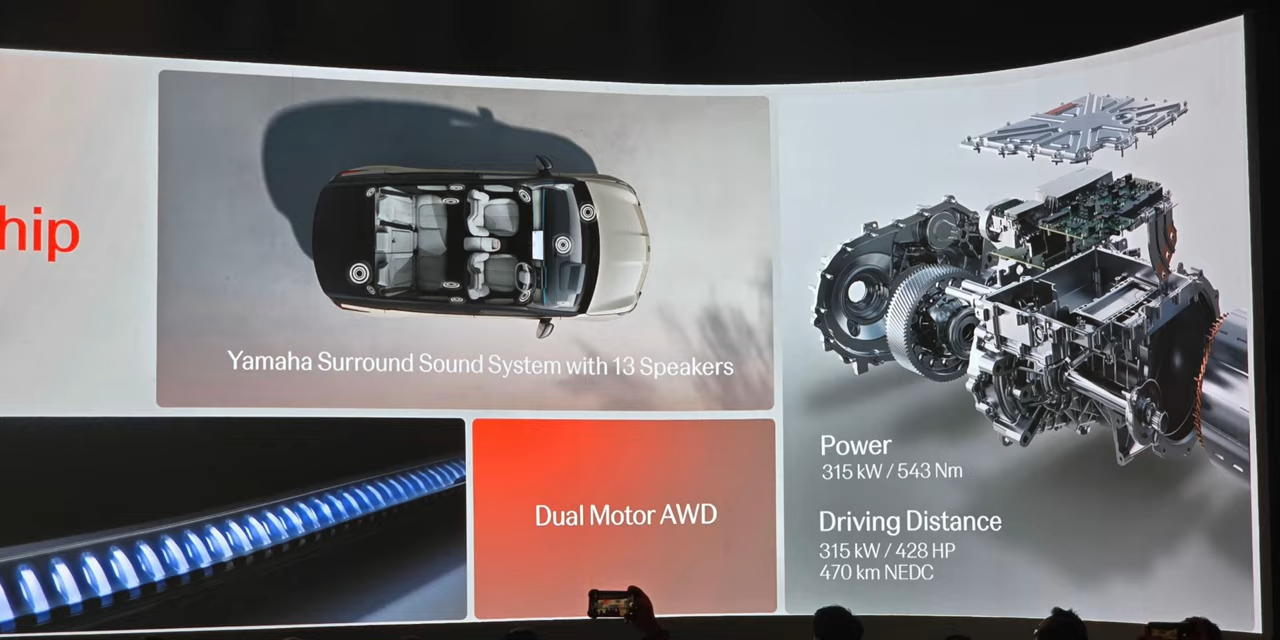 hip
Yamaha Surround Sound System with 13 Speakers
Dual Motor AWD
Power
315 kW / 543 Nm
Driving Distance
315 kW / 428 HP
470 km NEDC